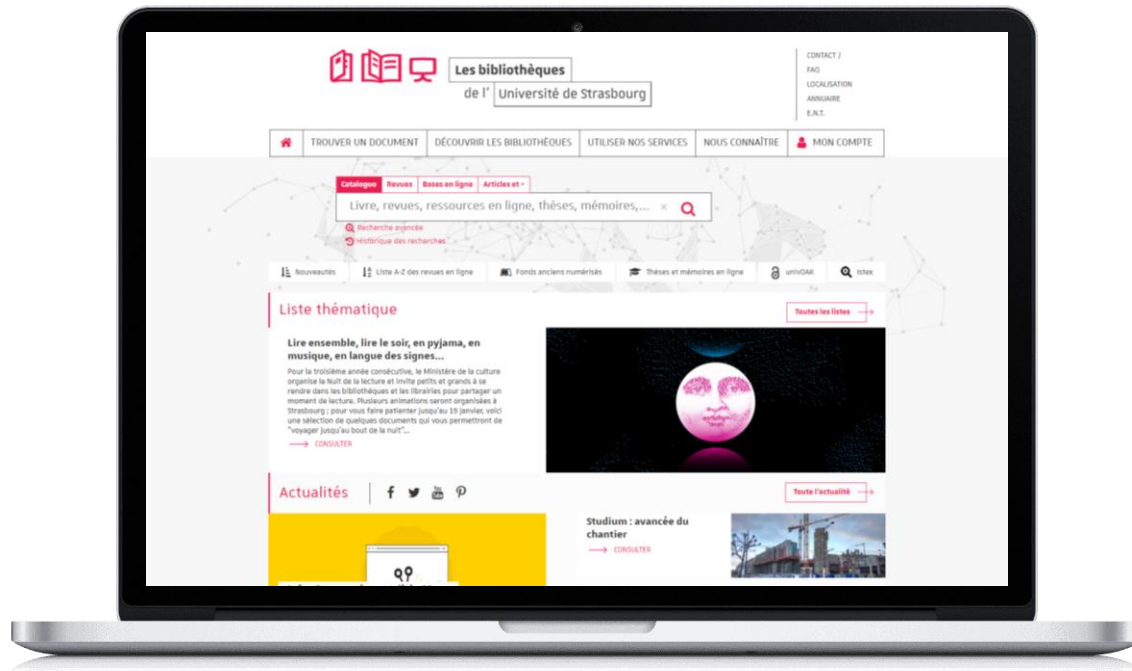 Les bibliothèques
de l' Université de Strasbourg
CONTACT /
FAQ
LOCALISATION
ANNUAIRE
E.N.T.
TROUVER UN DOCUMENT
DÉCOUVRIR LES BIBLIOTHÈQUES
UTILISER NOS SERVICES
NOUS CONNAÎTRE
MON COMPTE
Catalogue Revues Bases en ligne Articles et +
Livre, revues, ressources en ligne, thèses, mémoires,... ×
Recherche avancée
Historique des recherches
Nouveautés
Liste A-Z des revues en ligne
Fonds anciens numérisés
Thèses et mémoires en ligne
univOAK
Istex
Liste thématique
Toutes les listes
Lire ensemble, lire le soir, en pyjama, en
musique, en langue des signes...
Pour la troisième année consécutive, le Ministère de la culture
organise la Nuit de la lecture et invite petits et grands à se
rendre dans les bibliothèques et les librairies pour partager un
moment de lecture. Plusieurs animations seront organisées à
Strasbourg ; pour vous faire patienter jusqu'au 19 janvier, voici
une sélection de quelques documents qui vous permettront de
"voyager jusqu'au bout de la nuit"...
CONSULTER
Actualités
You Tube
Toute l'actualité
Studium : avancée du
chantier
CONSULTER